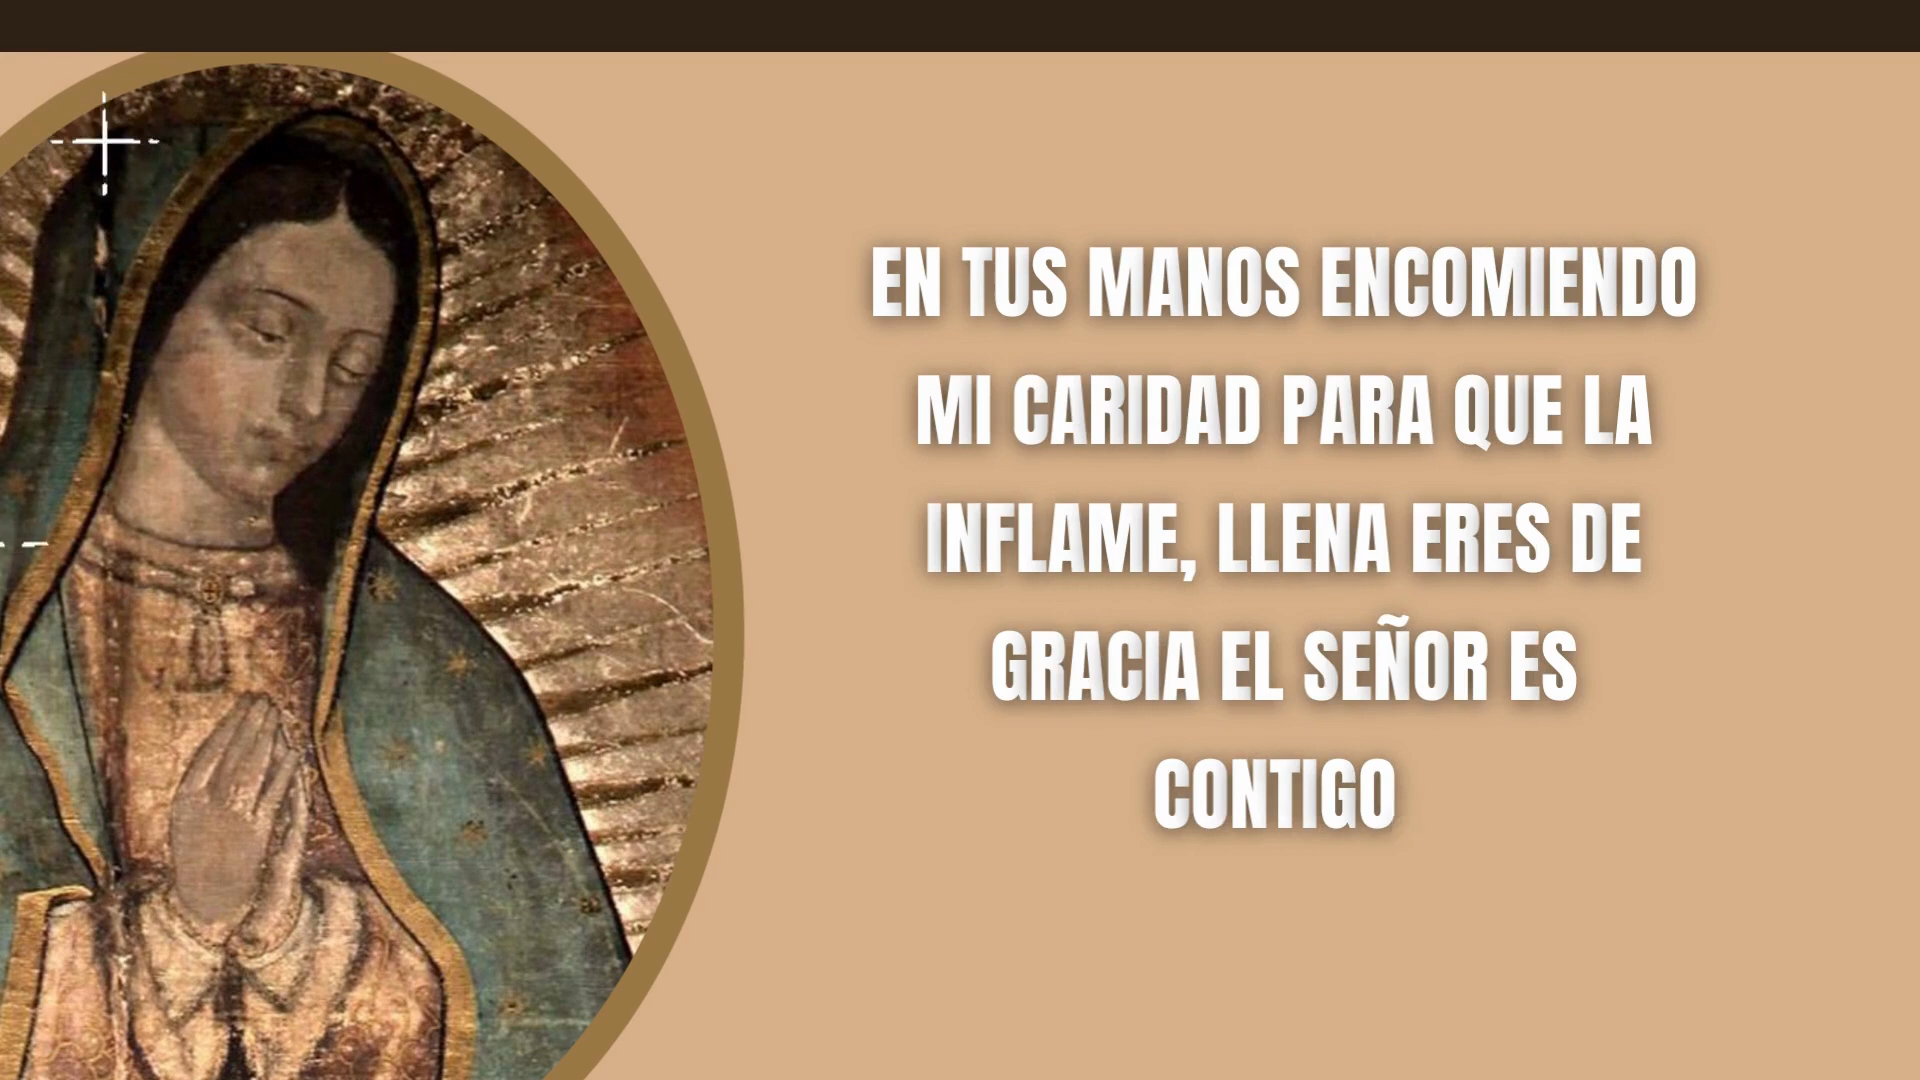 EN TUS MANOS ENCOMIENDO
MI CARIDAD PARA QUE LA
INFLAME, LLENA ERES DE
GRACIA EL SEÑOR ES
CONTIGO